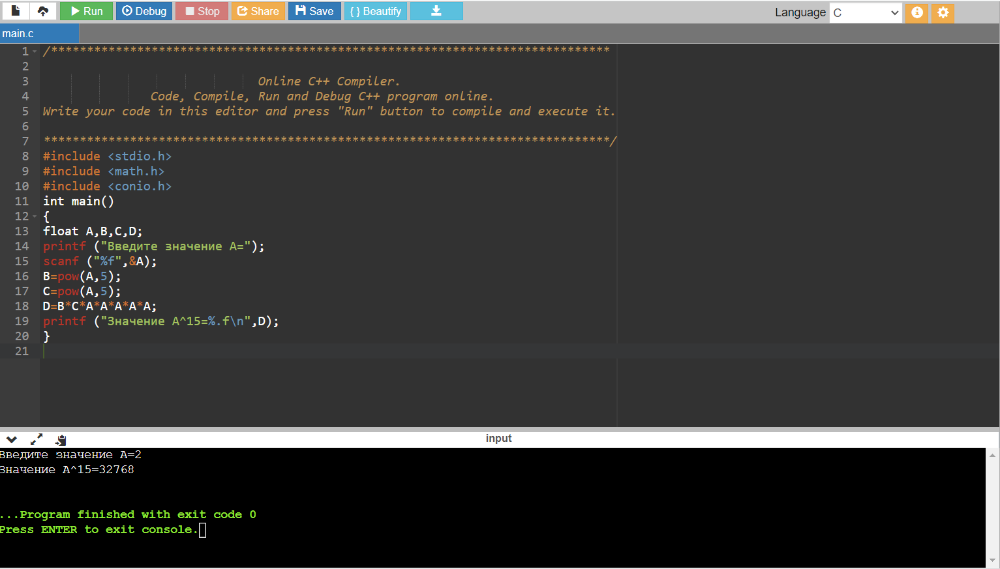 Run Debug Stop Share Save { } Beautify Language C
main.c
1 /******************************************************************************
2
3 Online C++ Compiler.
4 Code, Compile, Run and Debug C++ program online.
5 Write your code in this editor and press "Run" button to compile and execute it.
6
7 *******************************************************************************/
8 #include <stdio.h>
9 #include <math.h>
10 #include <conio.h>
11 int main()
12 {
13 float A,B,C,D;
14 printf ("Введите значение A=");
15 scanf ("%f",&A);
16 B=pow(A,5);
17 C=pow(A,5);
18 D=B*C*A*A*A*A*A;
19 printf ("Значение A^15=%.f\n",D);
20 }
21
input
Введите значение A=2
Значение A^15=32768
...Program finished with exit code 0
Press ENTER to exit console.